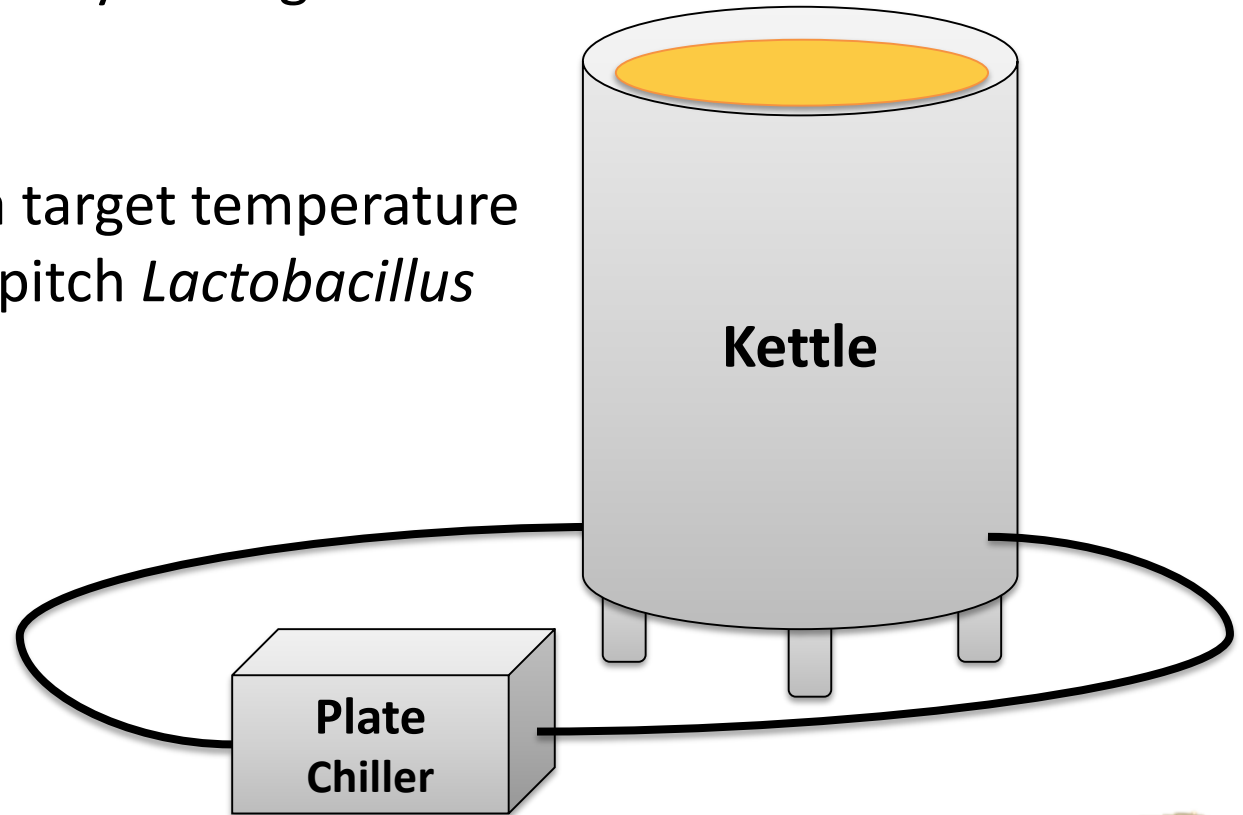 target temperature
pitch Lactobacillus
Kettle
Plate
Chiller